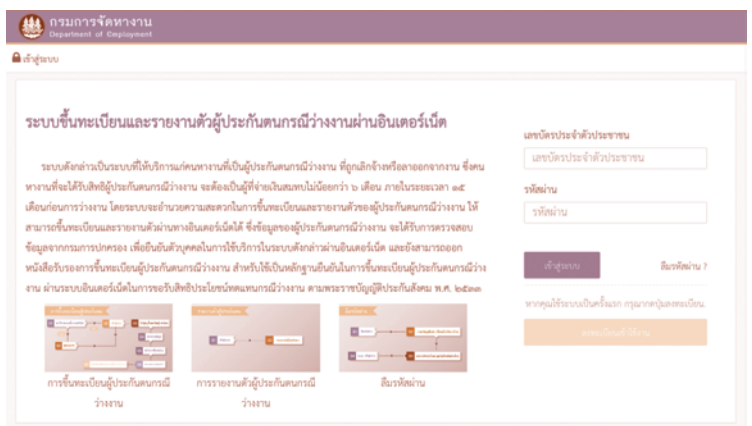 กรมการจัดหางาน
Department of Employment
เข้าสู่ระบบ
ระบบขึ้นทะเบียนและรายงานตัวผู้ประกันตนกรณีว่างงานผ่านอินเตอร์เน็ต
ระบบดังกล่าวเป็นระบบที่ให้บริการแก่คนหางานที่เป็นผู้ประกันตนกรณีว่างงาน ที่ถูกเลิกจ้างหรือลาออกจากงาน ซึ่งคน
หางานที่จะได้รับสิทธิผู้ประกันตนกรณีว่างงาน จะต้องเป็นผู้ที่จ่ายเงินสมทบไม่น้อยกว่า ๖ เดือน ภายในระยะเวลา ๑๕
เดือนก่อนการว่างงาน โดยระบบจะอำนวยความสะดวกในการขึ้นทะเบียนและรายงานตัวของผู้ประกันตนกรณีว่างงาน ให้
สามารถขึ้นทะเบียนและรายงานตัวผ่านทางอินเตอร์เน็ตได้ ซึ่งข้อมูลของผู้ประกันตนกรณีว่างงาน จะได้รับการตรวจสอบ
ข้อมูลจากกรมการปกครอง เพื่อยืนยันตัวบุคคลในการใช้บริการในระบบดังกล่าวผ่านอินเตอร์เน็ต และยังสามารถออก
หนังสือรับรองการขึ้นทะเบียนผู้ประกันตนกรณีว่างงาน สำหรับใช้เป็นหลักฐานยืนยันในการขึ้นทะเบียนผู้ประกันตนกรณีว่าง
งาน ผ่านระบบอินเตอร์เน็ตในการขอรับสิทธิประโยชน์ทดแทนกรณีว่างงาน ตามพระราชบัญญัติประกันสังคม พ.ศ. ๒๕๓๓
การขึ้นทะเบียนผู้ประกันตนกรณี
ว่างงาน
การรายงานตัวผู้ประกันตนกรณี
ว่างงาน
ลืมรหัสผ่าน
เลขบัตรประจำตัวประชาชน
เลขบัตรประจำตัวประชาชน
รหัสผ่าน
รหัสผ่าน
เข้าสู่ระบบ
ลืมรหัสผ่าน ?
หากคุณใช้ระบบเป็นครั้งแรก กรุณากดปุ่มลงทะเบียน.
ลงทะเบียนเข้าใช้งาน